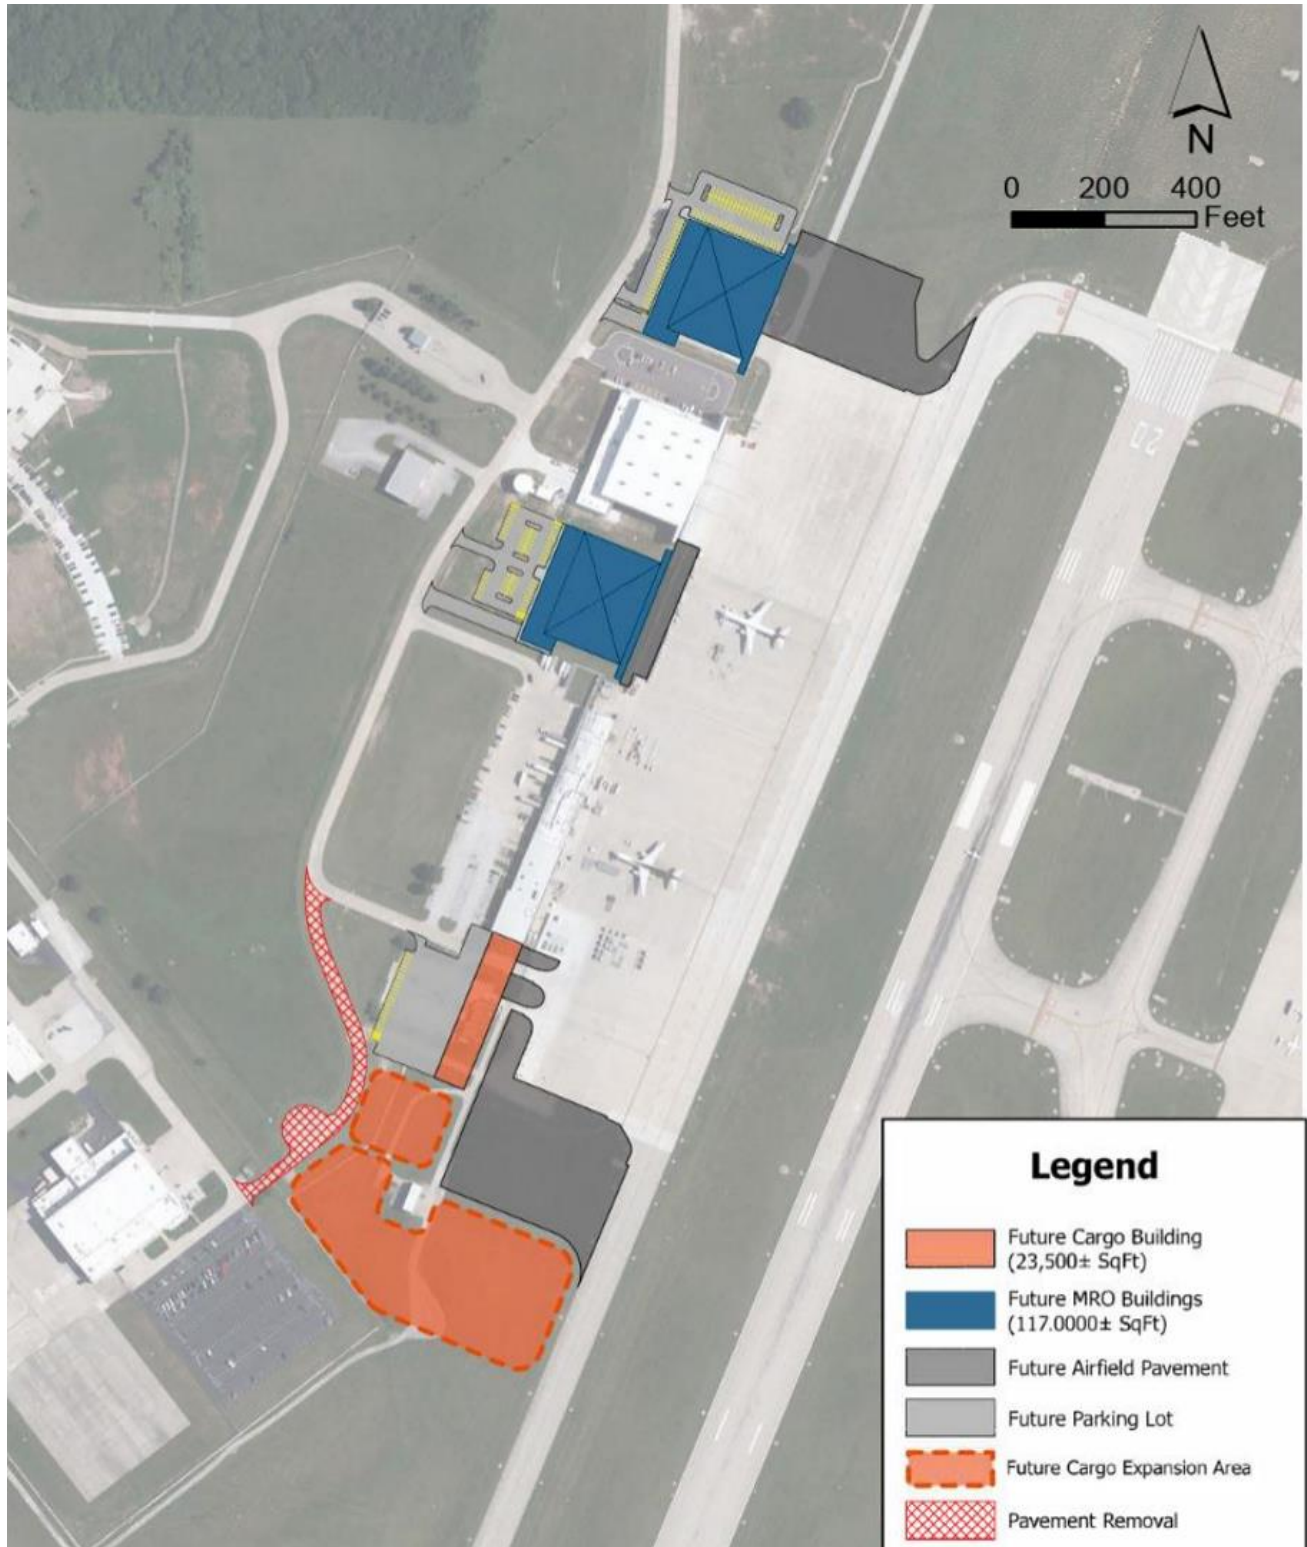 N
0 200 400
Feet
20
Legend
Future Cargo Building
(23,500± SqFt)
Future MRO Buildings
(117.0000± SqFt)
Future Airfield Pavement
Future Parking Lot
Future Cargo Expansion Area
Pavement Removal